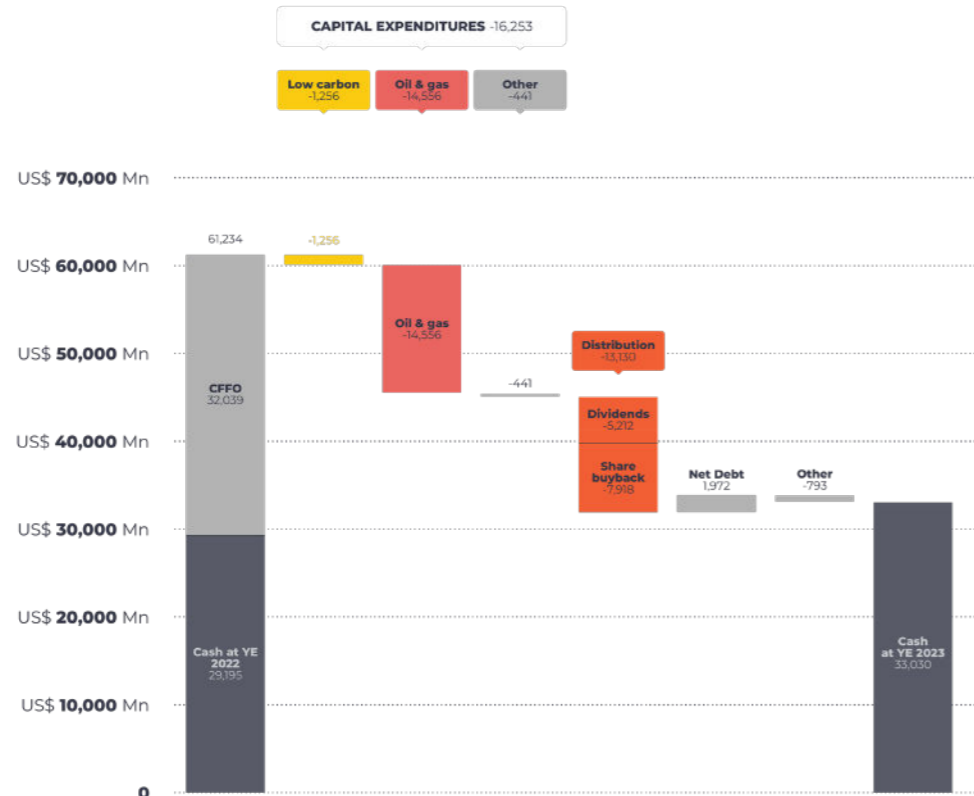 CAPITAL EXPENDITURES -16,253
Low carbon
-1,256
Oil & gas
-14,556
Other
-441
US$ 70,000 Mn
61,234
-1,256
US$ 60,000 Mn
Oil & gas
-14,556
US$ 50,000 Mn
Distribution
-13,130
-441
CFFO
32,039
Dividends
-5,212
US$ 40,000 Mn
Share
buyback
-7,918
Net Debt
1,972
Other
-793
US$ 30,000 Mn
US$ 20,000 Mn
Cash at YE
2022
29,195
Cash
at YE 2023
33,030
US$ 10,000 Mn
0